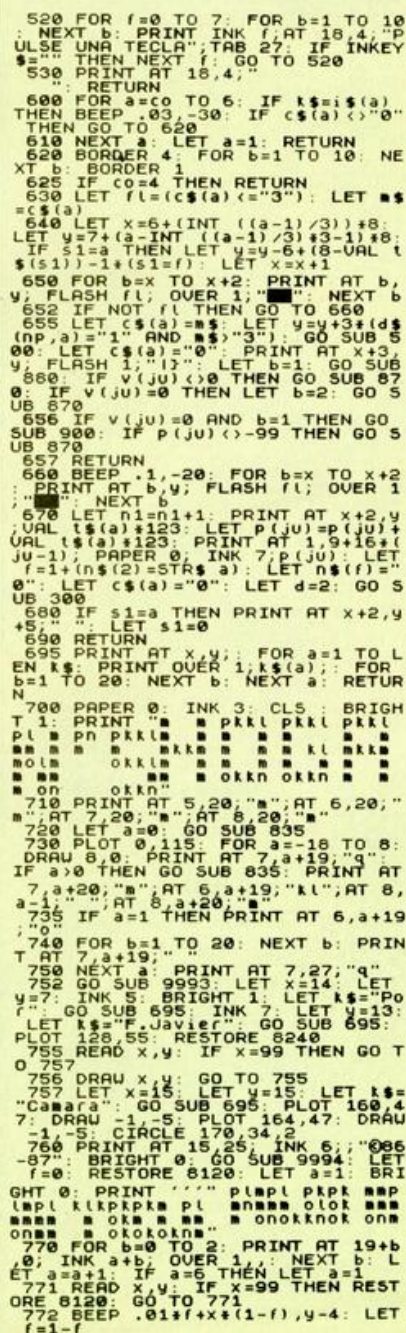 520 FOR f=0 TO 7: FOR b=1 TO 10
: NEXT b: PRINT INK f;AT 18,4;"P
ULSE UNA TECLA";TAB 27: IF INKEY
$="" THEN NEXT f: GO TO 520
530 PRINT AT 18,4;"
": RETURN
600 FOR a=co TO 6: IF k$=i$(a)
THEN BEEP .03,-30: IF c$(a)<>"0"
THEN GO TO 620
610 NEXT a: LET a=1: RETURN
620 BORDER 4: FOR b=1 TO 10: NE
XT b: BORDER 1
625 IF co=4 THEN RETURN
630 LET fl=(c$(a)<="3"): LET m$
=c$(a)
640 LET x=6+(INT ((a-1)/3))*8:
LET y=7+(a-INT ((a-1)/3)*3-1)*8:
IF s1=a THEN LET y=y-6+(8-VAL t
$(s1))-1*(s1=f): LET x=x+1
650 FOR b=x TO x+2: PRINT AT b,
y; FLASH fl; OVER 1;" ": NEXT b
652 IF NOT fl THEN GO TO 660
655 LET c$(a)=m$: LET y=y+3*(d$
(np,a)="1" AND m$>"3"): GO SUB 5
00: LET c$(a)="0": PRINT AT x+3,
y; FLASH 1;"|}": LET b=1: GO SUB
860: IF v(ju)<>0 THEN GO SUB 87
0: IF v(ju)=0 THEN LET b=2: GO S
UB 870
656 IF v(ju)=0 AND b=1 THEN GO
SUB 900: IF p(ju)<>-99 THEN GO S
UB 870
657 RETURN
660 BEEP .1,-20: FOR b=x TO x+2
: PRINT AT b,y; FLASH fl; OVER 1
;" ": NEXT b
670 LET n1=n1+1: PRINT AT x+2,y
;VAL t$(a)*123: LET p(ju)=p(ju)+
VAL t$(a)*123: PRINT AT 1,9+16*(
ju-1); PAPER 0; INK 7;p(ju): LET
f=1+(n$(2)=STR$ a): LET n$(f)="
0": LET c$(a)="0": LET d=2: GO S
UB 300
680 IF s1=a THEN PRINT AT x+2,y
+5;" ": LET s1=0
690 RETURN
695 PRINT AT x,y;: FOR a=1 TO L
EN k$: PRINT OVER 1;k$(a);: FOR
b=1 TO 20: NEXT b: NEXT a: RETUR
N
700 PAPER 0: INK 3: CLS : BRIGH
T 1: PRINT "
710 PRINT AT 5,20;"m";AT 6,20;"
m";AT 7,20;"m";AT 8,20;"m"
720 LET a=0: GO SUB 835
730 PLOT 0,115: FOR a=-18 TO 8:
DRAW 8,0: PRINT AT 7,a+19;"q":
IF a>0 THEN GO SUB 835: PRINT AT
7,a+20;"m";AT 6,a+19;"kl";AT 8,
a-1;" ";AT 8,a+20;"m"
735 IF a=1 THEN PRINT AT 6,a+19
;"o"
740 FOR b=1 TO 20: NEXT b: PRIN
T AT 7,a+19;" "
750 NEXT a: PRINT AT 7,27;"q"
752 GO SUB 9993: LET x=14: LET
y=7: INK 5: BRIGHT 1: LET k$="Po
r": GO SUB 695: INK 7: LET y=13:
LET k$="F.Javier": GO SUB 695:
PLOT 128,55: RESTORE 8240
755 READ x,y: IF x=99 THEN GO T
O 757
756 DRAW x,y: GO TO 755
757 LET x=15: LET y=15: LET k$=
"Camara": GO SUB 695: PLOT 160,4
7: DRAW -1,-5: PLOT 164,47: DRAW
-1,-5: CIRCLE 170,34,2
760 PRINT AT 15,25; INK 6;;"©86
-87": BRIGHT 0: GO SUB 9994: LET
f=0: RESTORE 8120: LET a=1: BRI
GHT 0: PRINT ''''"
770 FOR b=0 TO 2: PRINT AT 19+b
,0; INK a+b; OVER 1,,: NEXT b: L
ET a=a+1: IF a=6 THEN LET a=1
771 READ x,y: IF x=99 THEN REST
ORE 8120: GO TO 771
772 BEEP .01*f+x*(1-f),y-4: LET
f=1-f